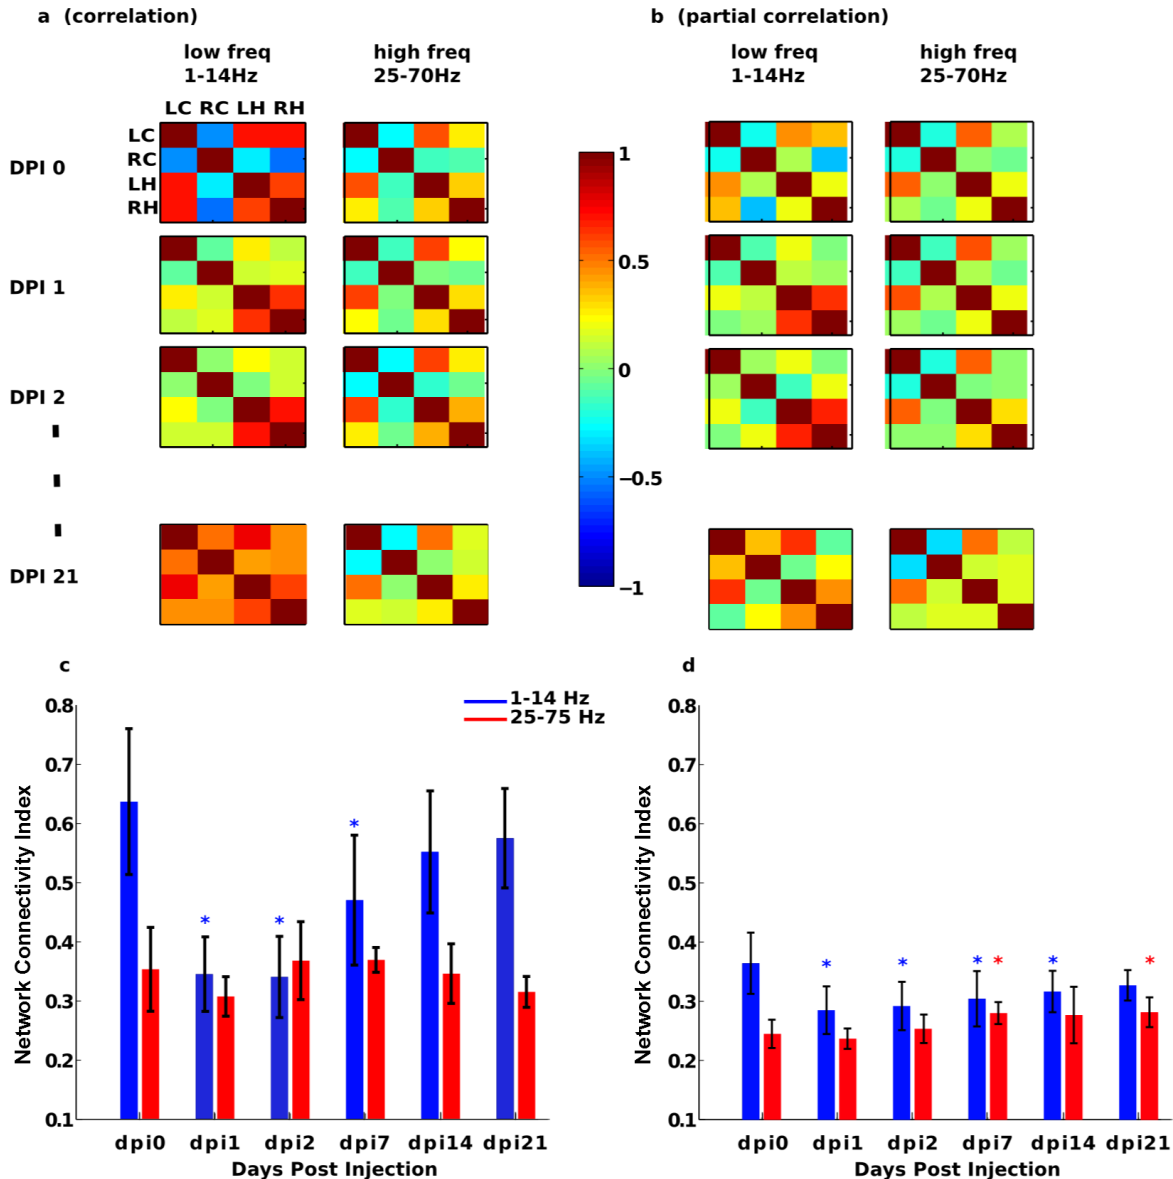 a (correlation)
b (partial correlation)
low freq
1-14Hz
high freq
25-70Hz
low freq
1-14Hz
high freq
25-70Hz
LC RC LH RH
LC
RC
LH
RH
DPI 0
DPI 1
DPI 2
DPI 21
1
0.5
0
−0.5
−1
c
1-14 Hz
25-75 Hz
Network Connectivity Index
0.8
0.7
0.6
0.5
0.4
0.3
0.2
0.1
* * *
dpi0 dpi1 dpi2 dpi7 dpi14 dpi21
Days Post Injection
d
Network Connectivity Index
0.8
0.7
0.6
0.5
0.4
0.3
0.2
0.1
* * * * * *
dpi0 dpi1 dpi2 dpi7 dpi14 dpi21
Days Post Injection